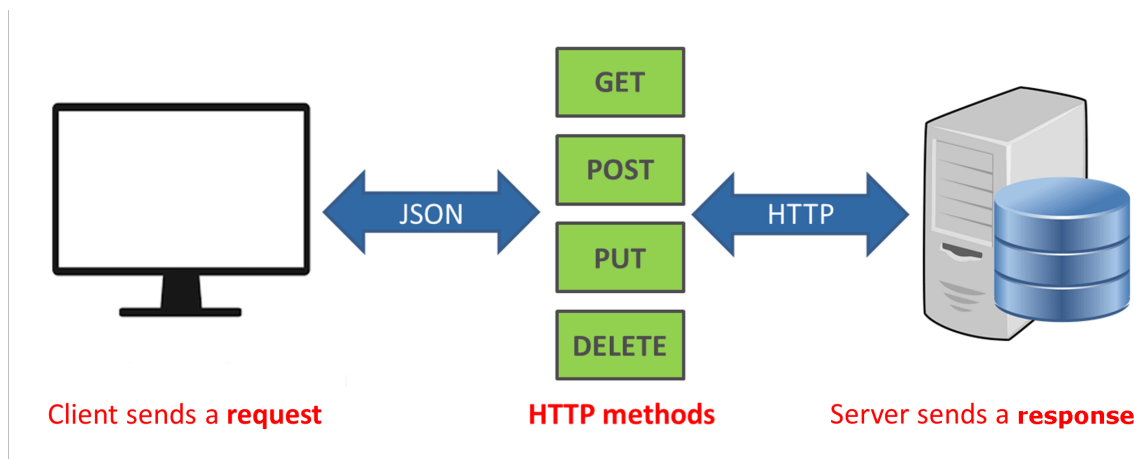 GET
POST
JSON
HTTP
PUT
DELETE
Client sends a request
HTTP methods
Server sends a response